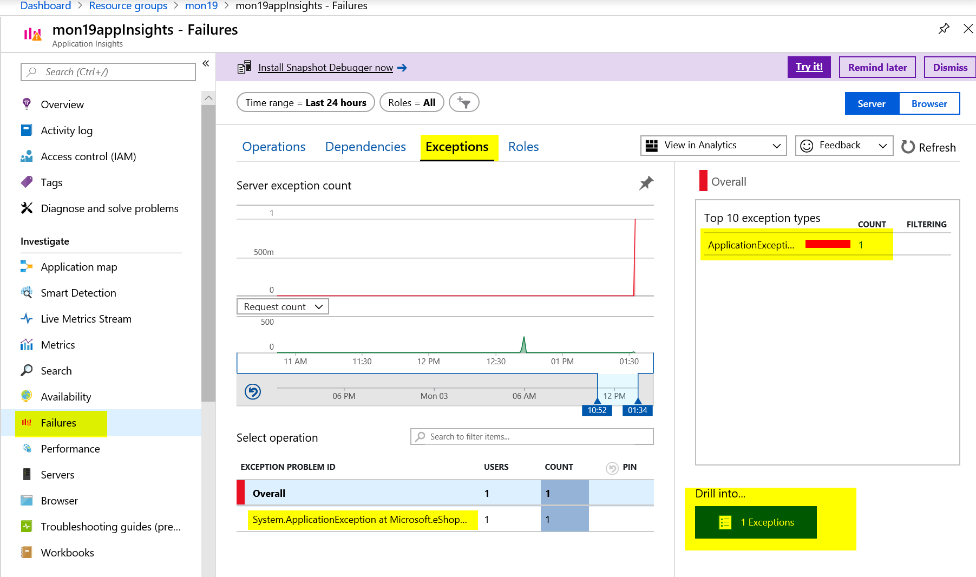 Dashboard > Resource groups > mon19 > mon19appInsights - Failures
mon19appInsights - Failures
Application Insights
Search (Ctrl+/)
Overview
Activity log
Access control (IAM)
Tags
Diagnose and solve problems
Investigate
Application map
Smart Detection
Live Metrics Stream
Metrics
Search
Availability
Failures
Performance
Servers
Browser
Troubleshooting guides (pre...
Workbooks
Install Snapshot Debugger now
Try it!
Remind later
Dismiss
Time range = Last 24 hours
Roles = All
Server
Browser
Operations
Dependencies
Exceptions
Roles
View in Analytics
Feedback
Refresh
Server exception count
1
500m
0
Request count
500
0
11 AM 11:30 12 PM 12:30 01 PM 01:30
06 PM Mon 03 06 AM 12 PM
10:52 01:34
Select operation
Search to filter items...
EXCEPTION PROBLEM ID USERS COUNT PIN
Overall 1 1
System.ApplicationException at Microsoft.eShop... 1 1
Overall
Top 10 exception types COUNT FILTERING
ApplicationExcepti... 1
Drill into...
1 Exceptions